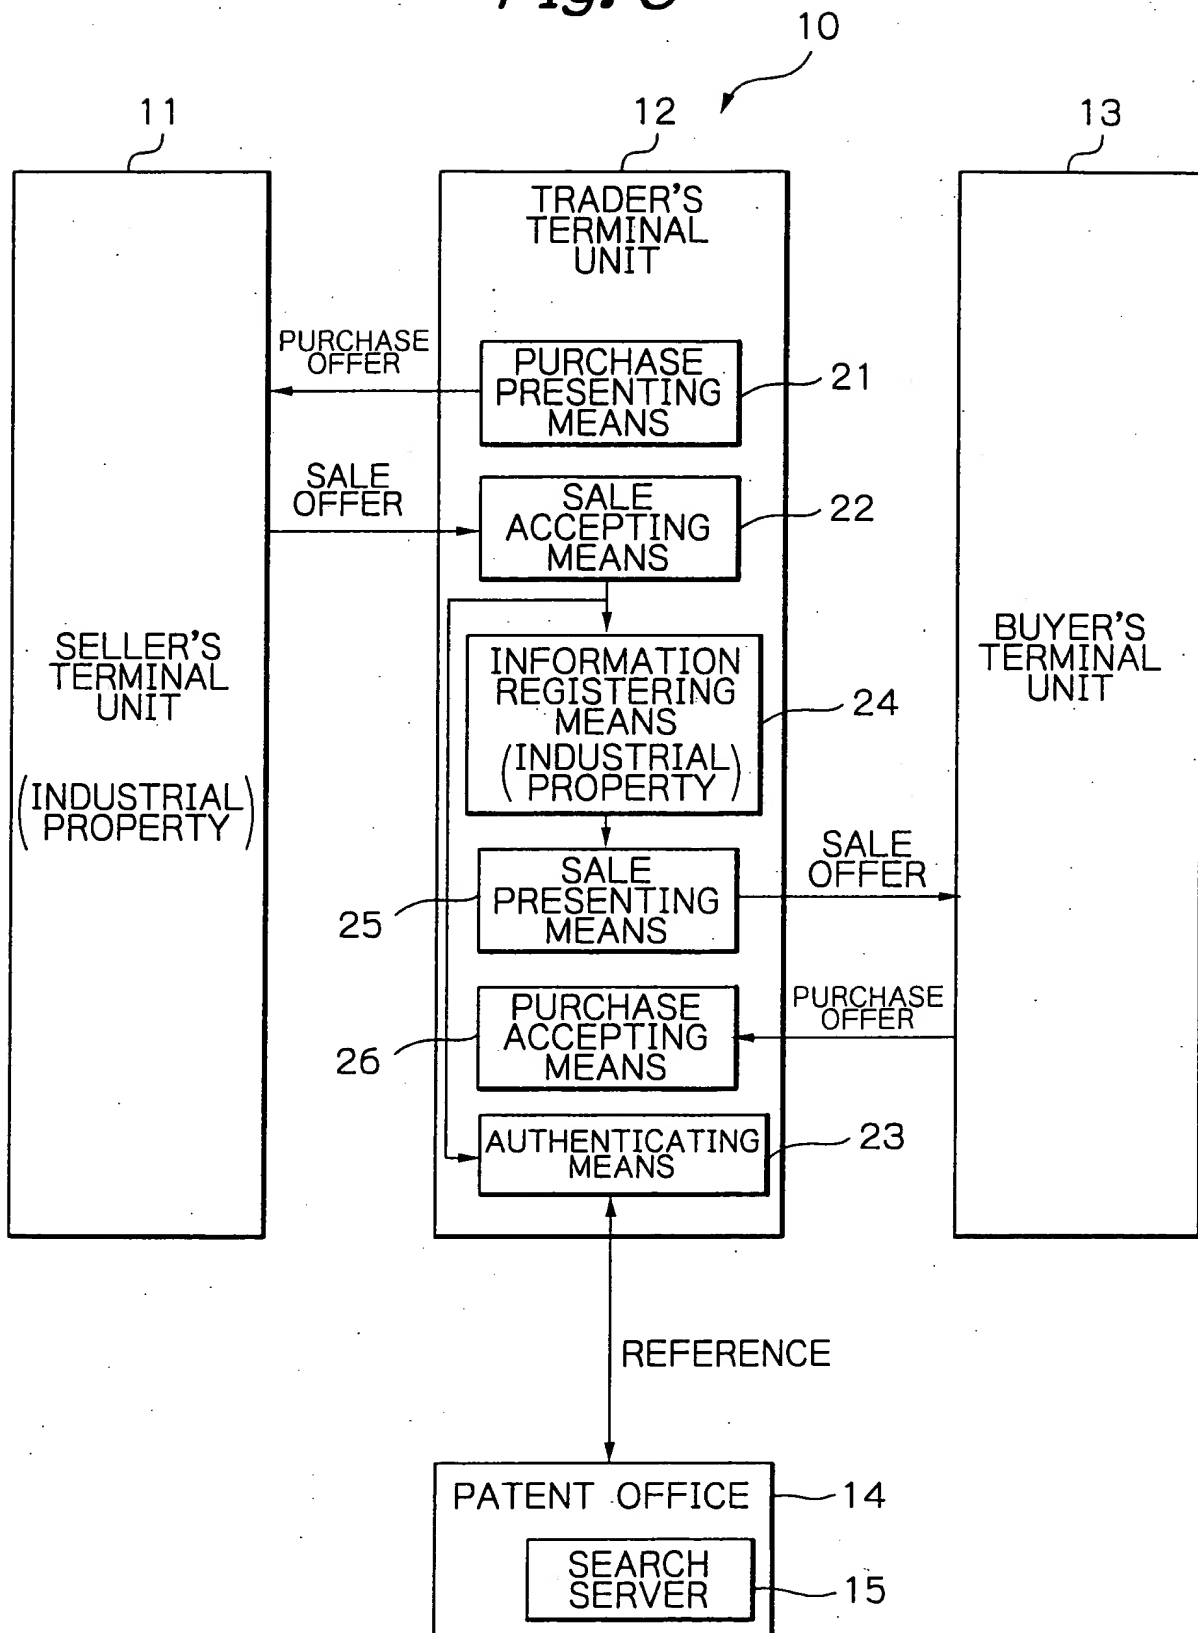 10
11
12
13
TRADER'S
TERMINAL
UNIT
PURCHASE
OFFER
PURCHASE
PRESENTING
MEANS
21
SALE
OFFER
SALE
ACCEPTING
MEANS
22
SELLER'S
TERMINAL
UNIT
(INDUSTRIAL
PROPERTY)
INFORMATION
REGISTERING
MEANS
(INDUSTRIAL
PROPERTY)
24
BUYER'S
TERMINAL
UNIT
SALE
PRESENTING
MEANS
25
SALE
OFFER
PURCHASE
ACCEPTING
MEANS
26
PURCHASE
OFFER
AUTHENTICATING
MEANS
23
REFERENCE
PATENT OFFICE
14
SEARCH
SERVER
15